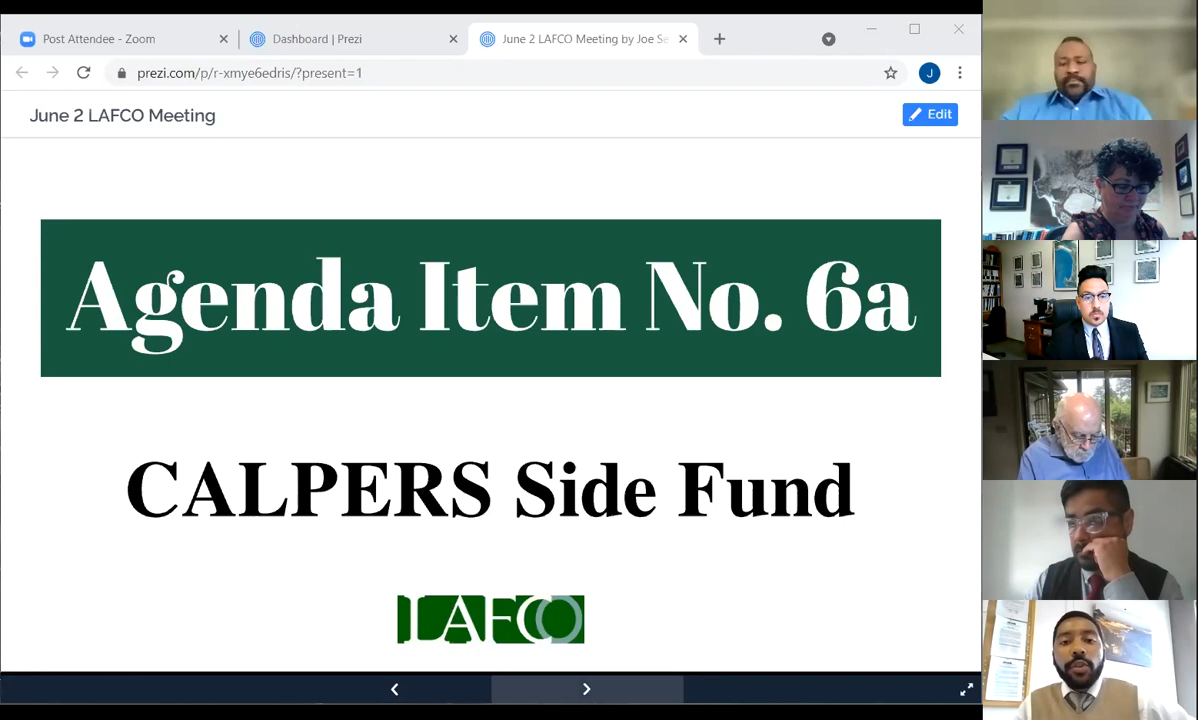 Post Attendee - Zoom
Dashboard | Prezi
June 2 LAFCO Meeting by Joe Se
prezi.com/p/r-xmye6edris/?present=1
J
June 2 LAFCO Meeting
Edit
Agenda Item No. 6a
CALPERS Side Fund
LAFCO